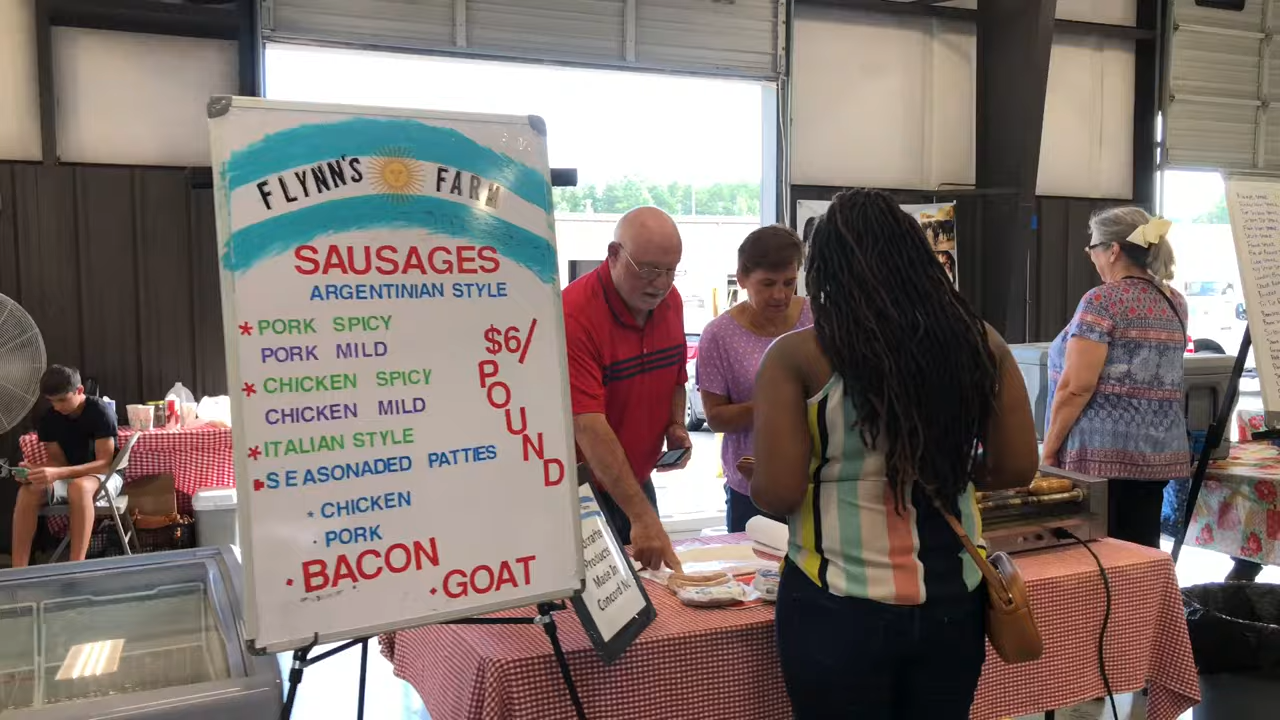 FLYNN'S FARM
SAUSAGES
ARGENTINIAN STYLE
* PORK SPICY
PORK MILD
* CHICKEN SPICY
CHICKEN MILD
* ITALIAN STYLE
SEASONADED PATTIES
* CHICKEN
· PORK
· BACON
· GOAT
$6/
POUND
Products
Made In
Concord NC